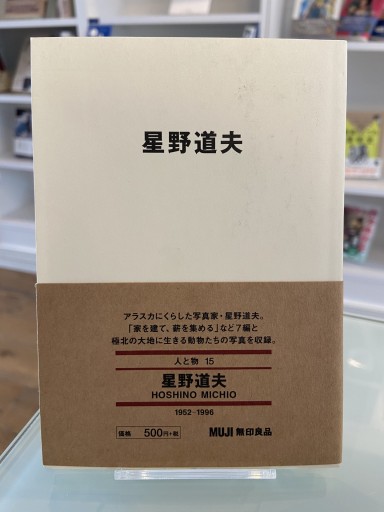 星野道夫
アラスカにくらした写真家・星野道夫。
「家を建て、薪を集める」など7編と
極北の大地に生きる動物たちの写真を収録。
人と物 15
星野道夫
HOSHINO MICHIO
1952-1996
価格 500円+税
MUJI 無印良品